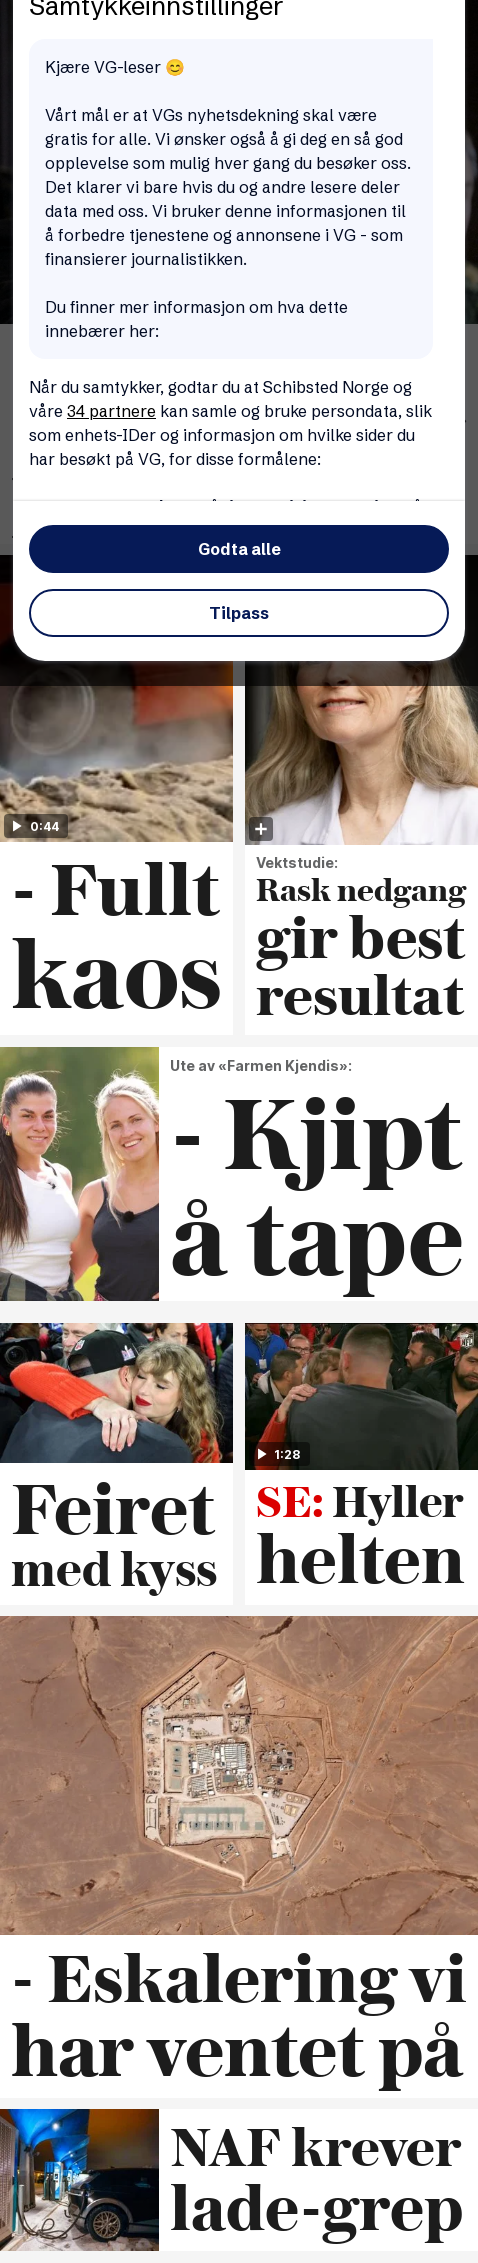 Samtykkeinnstillinger
Kjære VG-leser 😊
Vårt mål er at VGs nyhetsdekning skal være
gratis for alle. Vi ønsker også å gi deg en så god
opplevelse som mulig hver gang du besøker oss.
Det klarer vi bare hvis du og andre lesere deler
data med oss. Vi bruker denne informasjonen til
å forbedre tjenestene og annonsene i VG - som
finansierer journalistikken.
Du finner mer informasjon om hva dette
innebærer her:
Når du samtykker, godtar du at Schibsted Norge og
våre 34 partnere kan samle og bruke persondata, slik
som enhets-IDer og informasjon om hvilke sider du
har besøkt på VG, for disse formålene:
Godta alle
Tilpass
0:44
- Fullt
kaos
Vektstudie:
Rask nedgang
gir best
resultat
Ute av «Farmen Kjendis»:
- Kjipt
å tape
Feiret
med kyss
NFL
1:28
SE: Hyller
helten
- Eskalering vi
har ventet på
NAF krever
lade-grep